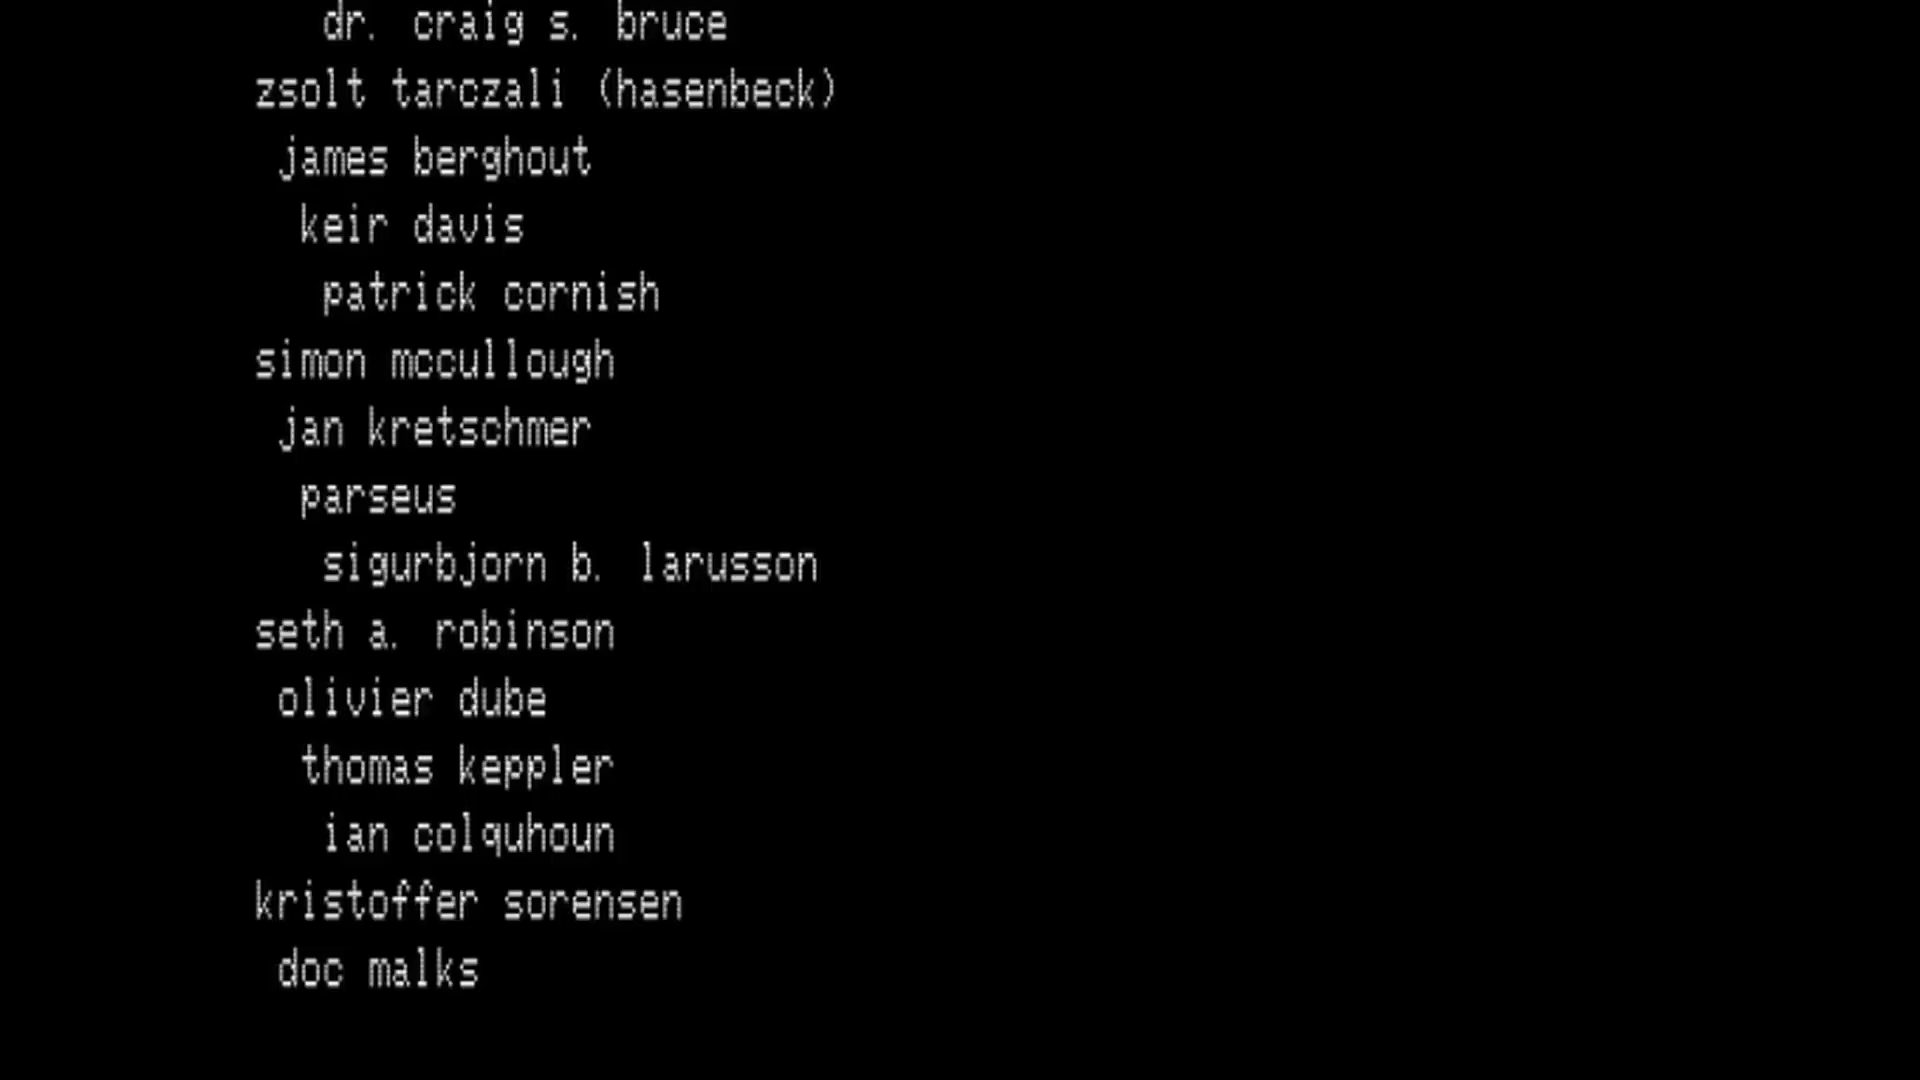 dr. craig s. bruce
zsolt tarczali (hasenbeck)
james berghout
keir davis
patrick cornish
simon mccullough
jan kretschmer
parseus
sigurbjorn b. larusson
seth a. robinson
olivier dube
thomas keppler
ian colquhoun
kristoffer sorensen
doc malks